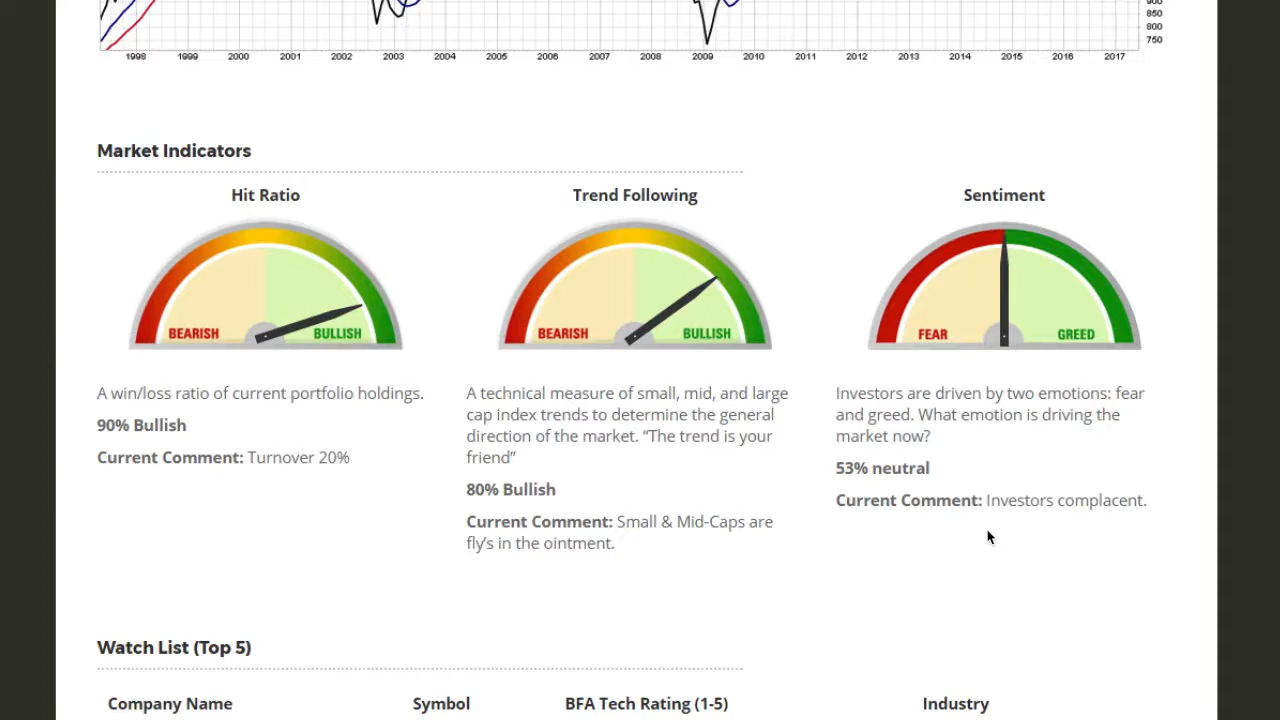 900
850
800
750
1998 1999 2000 2001 2002 2003 2004 2005 2006 2007 2008 2009 2010 2011 2012 2013 2014 2015 2016 2017
Market Indicators
Hit Ratio
BEARISH BULLISH
A win/loss ratio of current portfolio holdings.
90% Bullish
Current Comment: Turnover 20%
Trend Following
BEARISH BULLISH
A technical measure of small, mid, and large
cap index trends to determine the general
direction of the market. “The trend is your
friend”
80% Bullish
Current Comment: Small & Mid-Caps are
fly’s in the ointment.
Sentiment
FEAR GREED
Investors are driven by two emotions: fear
and greed. What emotion is driving the
market now?
53% neutral
Current Comment: Investors complacent.
Watch List (Top 5)
Company Name Symbol BFA Tech Rating (1-5) Industry